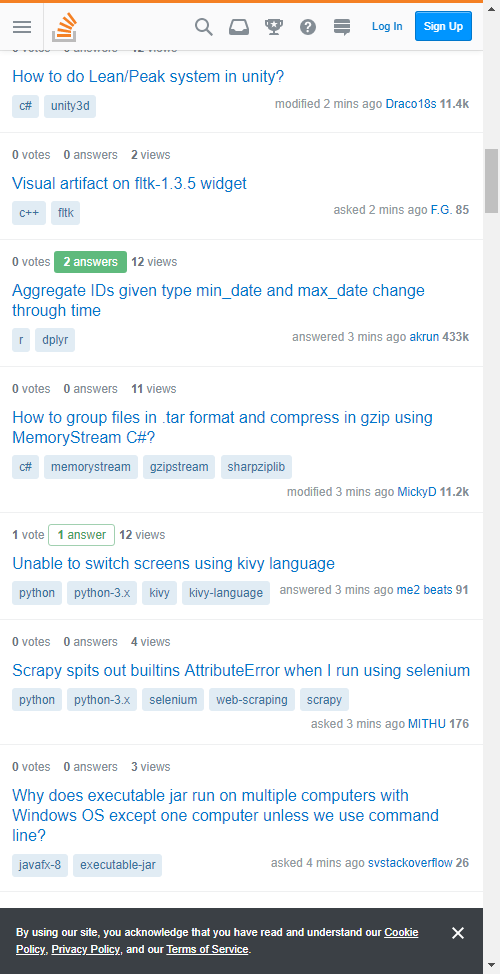 Log In Sign Up
How to do Lean/Peak system in unity?
c# unity3d modified 2 mins ago Draco18s 11.4k
0 votes 0 answers 2 views
Visual artifact on fltk-1.3.5 widget
c++ fltk asked 2 mins ago F.G. 85
0 votes 2 answers 12 views
Aggregate IDs given type min_date and max_date change
through time
r dplyr answered 3 mins ago akrun 433k
0 votes 0 answers 11 views
How to group files in .tar format and compress in gzip using
MemoryStream C#?
c# memorystream gzipstream sharpziplib
modified 3 mins ago MickyD 11.2k
1 vote 1 answer 12 views
Unable to switch screens using kivy language
python python-3.x kivy kivy-language answered 3 mins ago me2 beats 91
0 votes 0 answers 4 views
Scrapy spits out builtins AttributeError when I run using selenium
python python-3.x selenium web-scraping scrapy
asked 3 mins ago MITHU 176
0 votes 0 answers 3 views
Why does executable jar run on multiple computers with
Windows OS except one computer unless we use command
line?
javafx-8 executable-jar asked 4 mins ago svstackoverflow 26
By using our site, you acknowledge that you have read and understand our Cookie
Policy, Privacy Policy, and our Terms of Service.